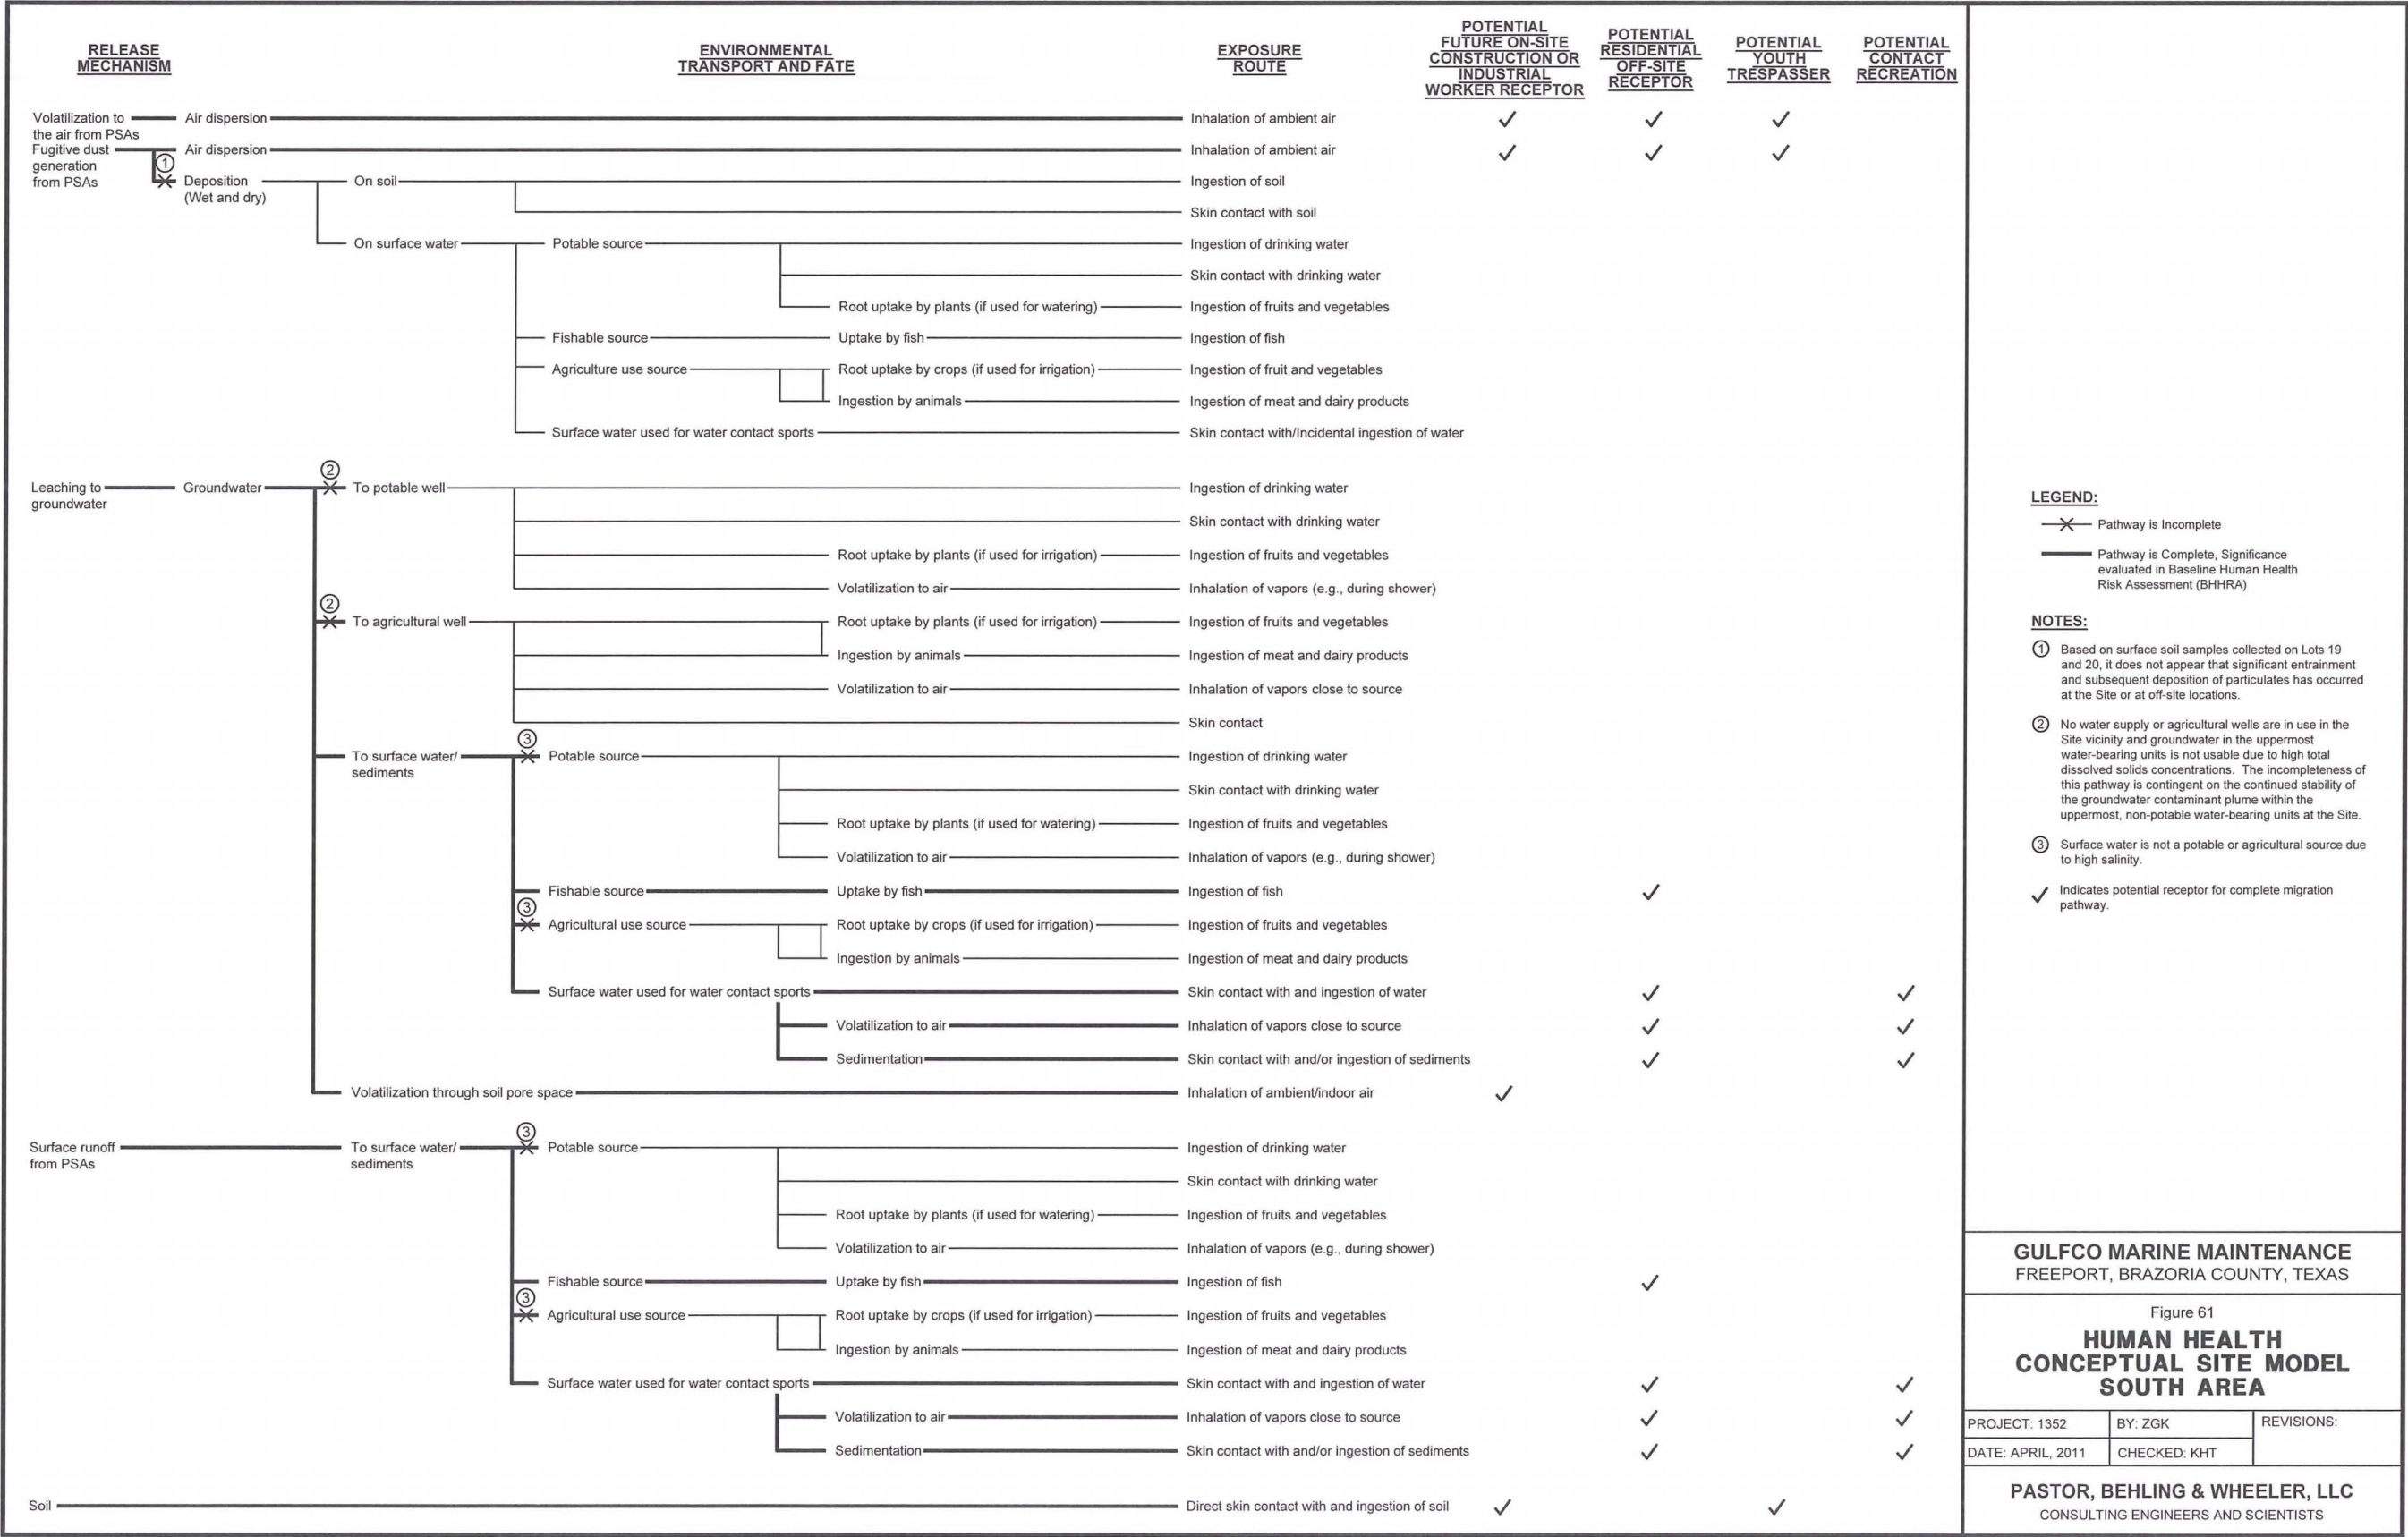 RELEASE
MECHANISM
ENVIRONMENTAL
TRANSPORT AND FATE
EXPOSURE
ROUTE
POTENTIAL
FUTURE ON-SITE
CONSTRUCTION OR
INDUSTRIAL
WORKER RECEPTOR
POTENTIAL
RESIDENTIAL
OFF-SITE
RECEPTOR
POTENTIAL
YOUTH
TRESPASSER
POTENTIAL
CONTACT
RECREATION
Volatilization to
the air from PSAs
Air dispersion
Inhalation of ambient air
✓ ✓ ✓
Fugitive dust
generation
from PSAs
Air dispersion
Inhalation of ambient air
✓ ✓ ✓
①
Deposition
(Wet and dry)
On soil
Ingestion of soil
Skin contact with soil
On surface water
Potable source
Ingestion of drinking water
Skin contact with drinking water
Root uptake by plants (if used for watering)
Ingestion of fruits and vegetables
Fishable source
Uptake by fish
Ingestion of fish
Agriculture use source
Root uptake by crops (if used for irrigation)
Ingestion of fruit and vegetables
Ingestion by animals
Ingestion of meat and dairy products
Surface water used for water contact sports
Skin contact with/Incidental ingestion of water
Leaching to
groundwater
Groundwater
②
To potable well
Ingestion of drinking water
Skin contact with drinking water
Root uptake by plants (if used for irrigation)
Ingestion of fruits and vegetables
Volatilization to air
Inhalation of vapors (e.g., during shower)
②
To agricultural well
Root uptake by plants (if used for irrigation)
Ingestion of fruits and vegetables
Ingestion by animals
Ingestion of meat and dairy products
Volatilization to air
Inhalation of vapors close to source
Skin contact
To surface water/
sediments
③
Potable source
Ingestion of drinking water
Skin contact with drinking water
Root uptake by plants (if used for watering)
Ingestion of fruits and vegetables
Volatilization to air
Inhalation of vapors (e.g., during shower)
Fishable source
Uptake by fish
Ingestion of fish
✓
③
Agricultural use source
Root uptake by crops (if used for irrigation)
Ingestion of fruits and vegetables
Ingestion by animals
Ingestion of meat and dairy products
Surface water used for water contact sports
Skin contact with and ingestion of water
✓ ✓
Volatilization to air
Inhalation of vapors close to source
✓ ✓
Sedimentation
Skin contact with and/or ingestion of sediments
✓ ✓
Volatilization through soil pore space
Inhalation of ambient/indoor air
✓
Surface runoff
from PSAs
To surface water/
sediments
③
Potable source
Ingestion of drinking water
Skin contact with drinking water
Root uptake by plants (if used for watering)
Ingestion of fruits and vegetables
Volatilization to air
Inhalation of vapors (e.g., during shower)
Fishable source
Uptake by fish
Ingestion of fish
✓
③
Agricultural use source
Root uptake by crops (if used for irrigation)
Ingestion of fruits and vegetables
Ingestion by animals
Ingestion of meat and dairy products
Surface water used for water contact sports
Skin contact with and ingestion of water
✓ ✓
Volatilization to air
Inhalation of vapors close to source
✓ ✓
Sedimentation
Skin contact with and/or ingestion of sediments
✓ ✓
Soil
Direct skin contact with and ingestion of soil
✓ ✓
LEGEND:
Pathway is Incomplete
Pathway is Complete, Significance
evaluated in Baseline Human Health
Risk Assessment (BHHRA)
NOTES:
① Based on surface soil samples collected on Lots 19
and 20, it does not appear that significant entrainment
and subsequent deposition of particulates has occurred
at the Site or at off-site locations.
② No water supply or agricultural wells are in use in the
Site vicinity and groundwater in the uppermost
water-bearing units is not usable due to high total
dissolved solids concentrations. The incompleteness of
this pathway is contingent on the continued stability of
the groundwater contaminant plume within the
uppermost, non-potable water-bearing units at the Site.
③ Surface water is not a potable or agricultural source due
to high salinity.
✓ Indicates potential receptor for complete migration
pathway.
GULFCO MARINE MAINTENANCE
FREEPORT, BRAZORIA COUNTY, TEXAS
Figure 61
HUMAN HEALTH
CONCEPTUAL SITE MODEL
SOUTH AREA
PROJECT: 1352
BY: ZGK
REVISIONS:
DATE: APRIL, 2011
CHECKED: KHT
PASTOR, BEHLING & WHEELER, LLC
CONSULTING ENGINEERS AND SCIENTISTS